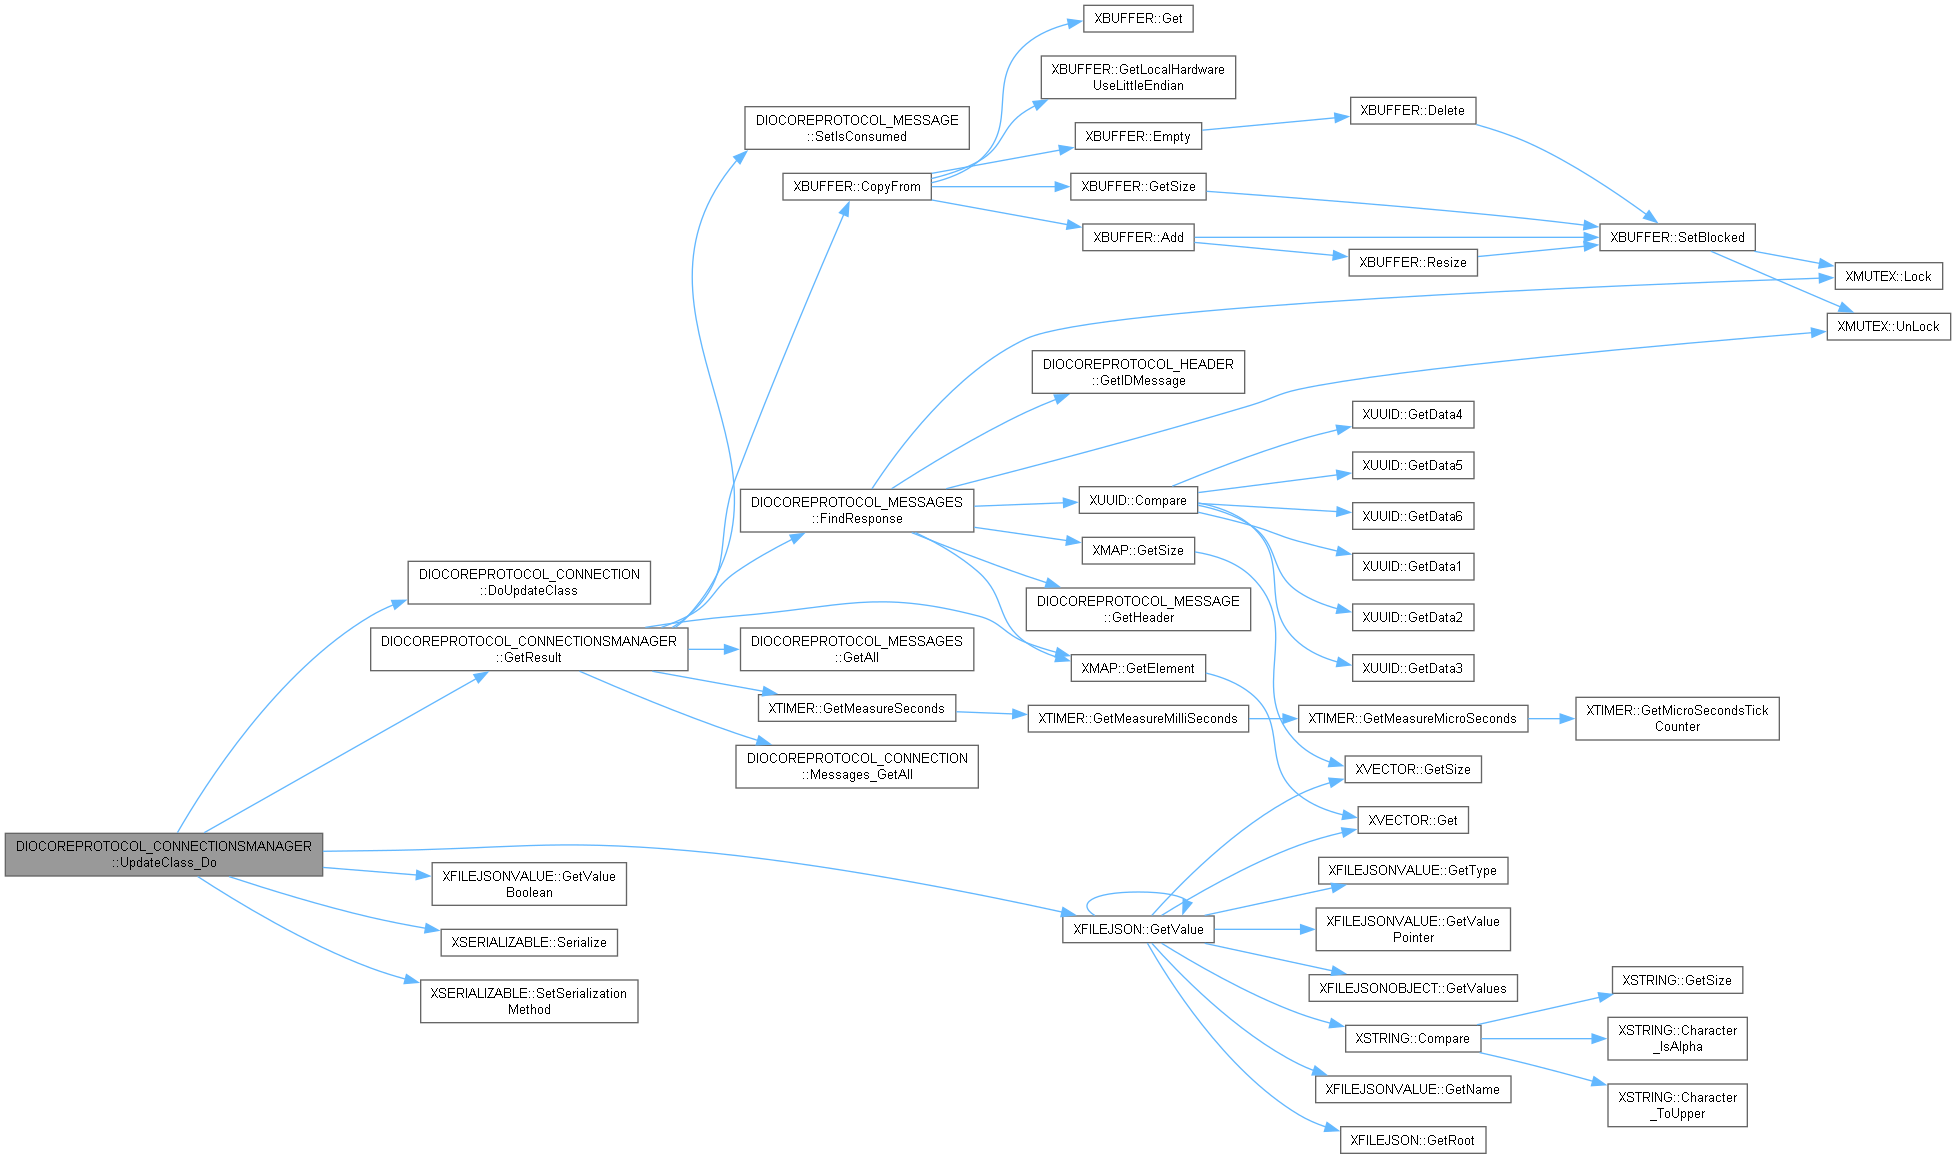 XBUFFER::Get
XBUFFER::GetLocalHardware
UseLittleEndian
DIOCOREPROTOCOL_MESSAGE
::SetIsConsumed
XBUFFER::Delete
XBUFFER::Empty
XBUFFER::CopyFrom
XBUFFER::GetSize
XBUFFER::Add
XBUFFER::SetBlocked
XBUFFER::Resize
XMUTEX::Lock
XMUTEX::UnLock
DIOCOREPROTOCOL_HEADER
::GetIDMessage
XUUID::GetData4
XUUID::GetData5
DIOCOREPROTOCOL_MESSAGES
::FindResponse
XUUID::Compare
XUUID::GetData6
XMAP::GetSize
XUUID::GetData1
DIOCOREPROTOCOL_CONNECTION
::DoUpdateClass
DIOCOREPROTOCOL_MESSAGE
::GetHeader
XUUID::GetData2
DIOCOREPROTOCOL_CONNECTIONSMANAGER
::GetResult
DIOCOREPROTOCOL_MESSAGES
::GetAll
XMAP::GetElement
XUUID::GetData3
XTIMER::GetMeasureSeconds
XTIMER::GetMeasureMilliSeconds
XTIMER::GetMeasureMicroSeconds
XTIMER::GetMicroSecondsTick
Counter
DIOCOREPROTOCOL_CONNECTION
::Messages_GetAll
XVECTOR::GetSize
XVECTOR::Get
DIOCOREPROTOCOL_CONNECTIONSMANAGER
::UpdateClass_Do
XFILEJSONVALUE::GetValue
Boolean
XFILEJSONVALUE::GetType
XFILEJSON::GetValue
XFILEJSONVALUE::GetValue
Pointer
XSERIALIZABLE::Serialize
XSERIALIZABLE::SetSerialization
Method
XFILEJSONOBJECT::GetValues
XSTRING::GetSize
XSTRING::Compare
XSTRING::Character
_IsAlpha
XFILEJSONVALUE::GetName
XSTRING::Character
_ToUpper
XFILEJSON::GetRoot